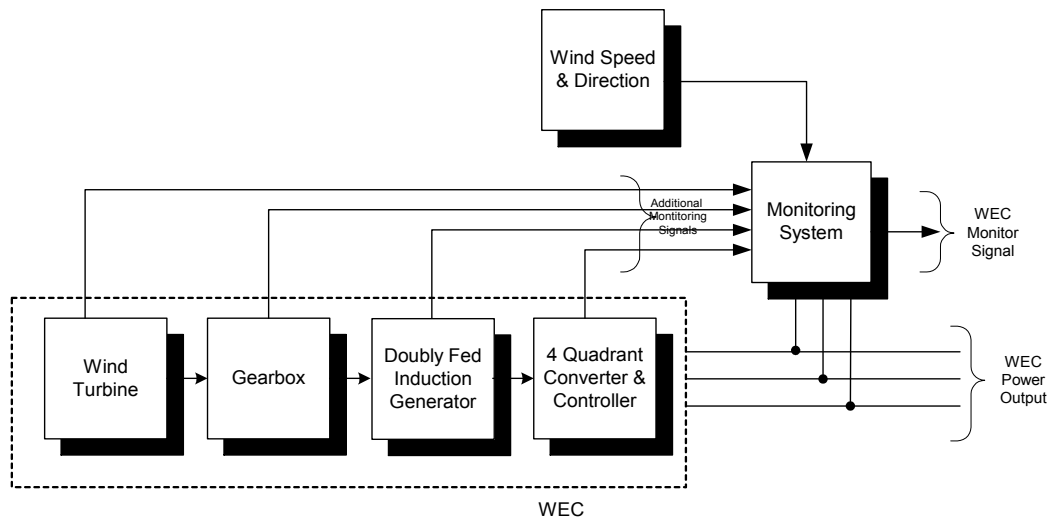 Wind Speed
& Direction
Additional
Montitoring
Signals
Monitoring
System
WEC
Monitor
Signal
Wind
Turbine
Gearbox
Doubly Fed
Induction
Generator
4 Quadrant
Converter &
Controller
WEC
Power
Output
WEC